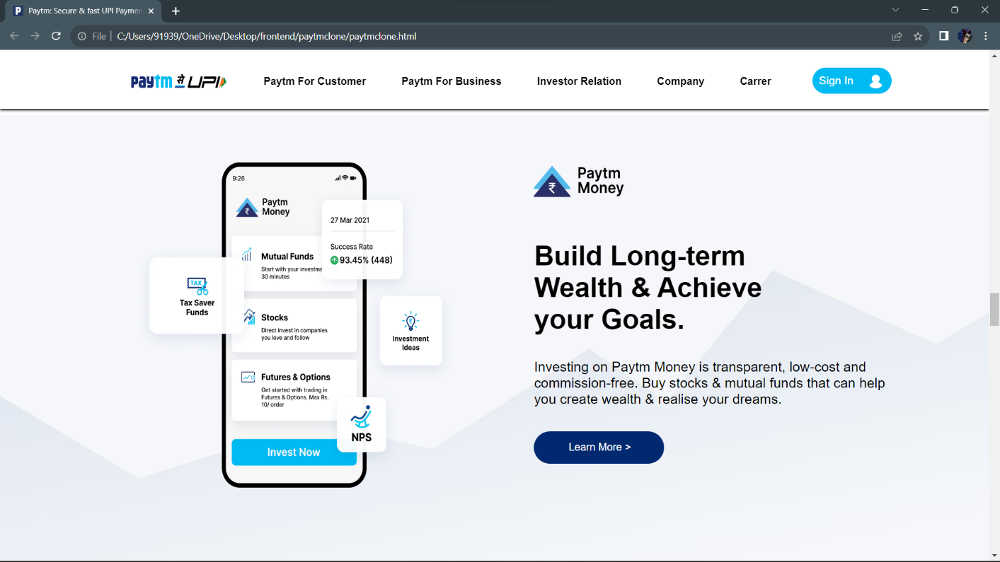 Paytm: Secure & fast UPI Paymen
File
C:/Users/91939/OneDrive/Desktop/frontend/paytmclone/paytmclone.html
paytm से UPI
Paytm For Customer
Paytm For Business
Investor Relation
Company
Carrer
Sign In
9:26
Paytm
Money
27 Mar 2021
Success Rate
93.45% (448)
Mutual Funds
Start with your investme
30 minutes
TAX
Tax Saver
Funds
Stocks
Direct invest in companies
you love and follow
Investment
Ideas
Futures & Options
Get started with trading in
Futures & Options. Max Rs.
10/ order
NPS
Invest Now
Paytm
Money
Build Long-term
Wealth & Achieve
your Goals.
Investing on Paytm Money is transparent, low-cost and
commission-free. Buy stocks & mutual funds that can help
you create wealth & realise your dreams.
Learn More >